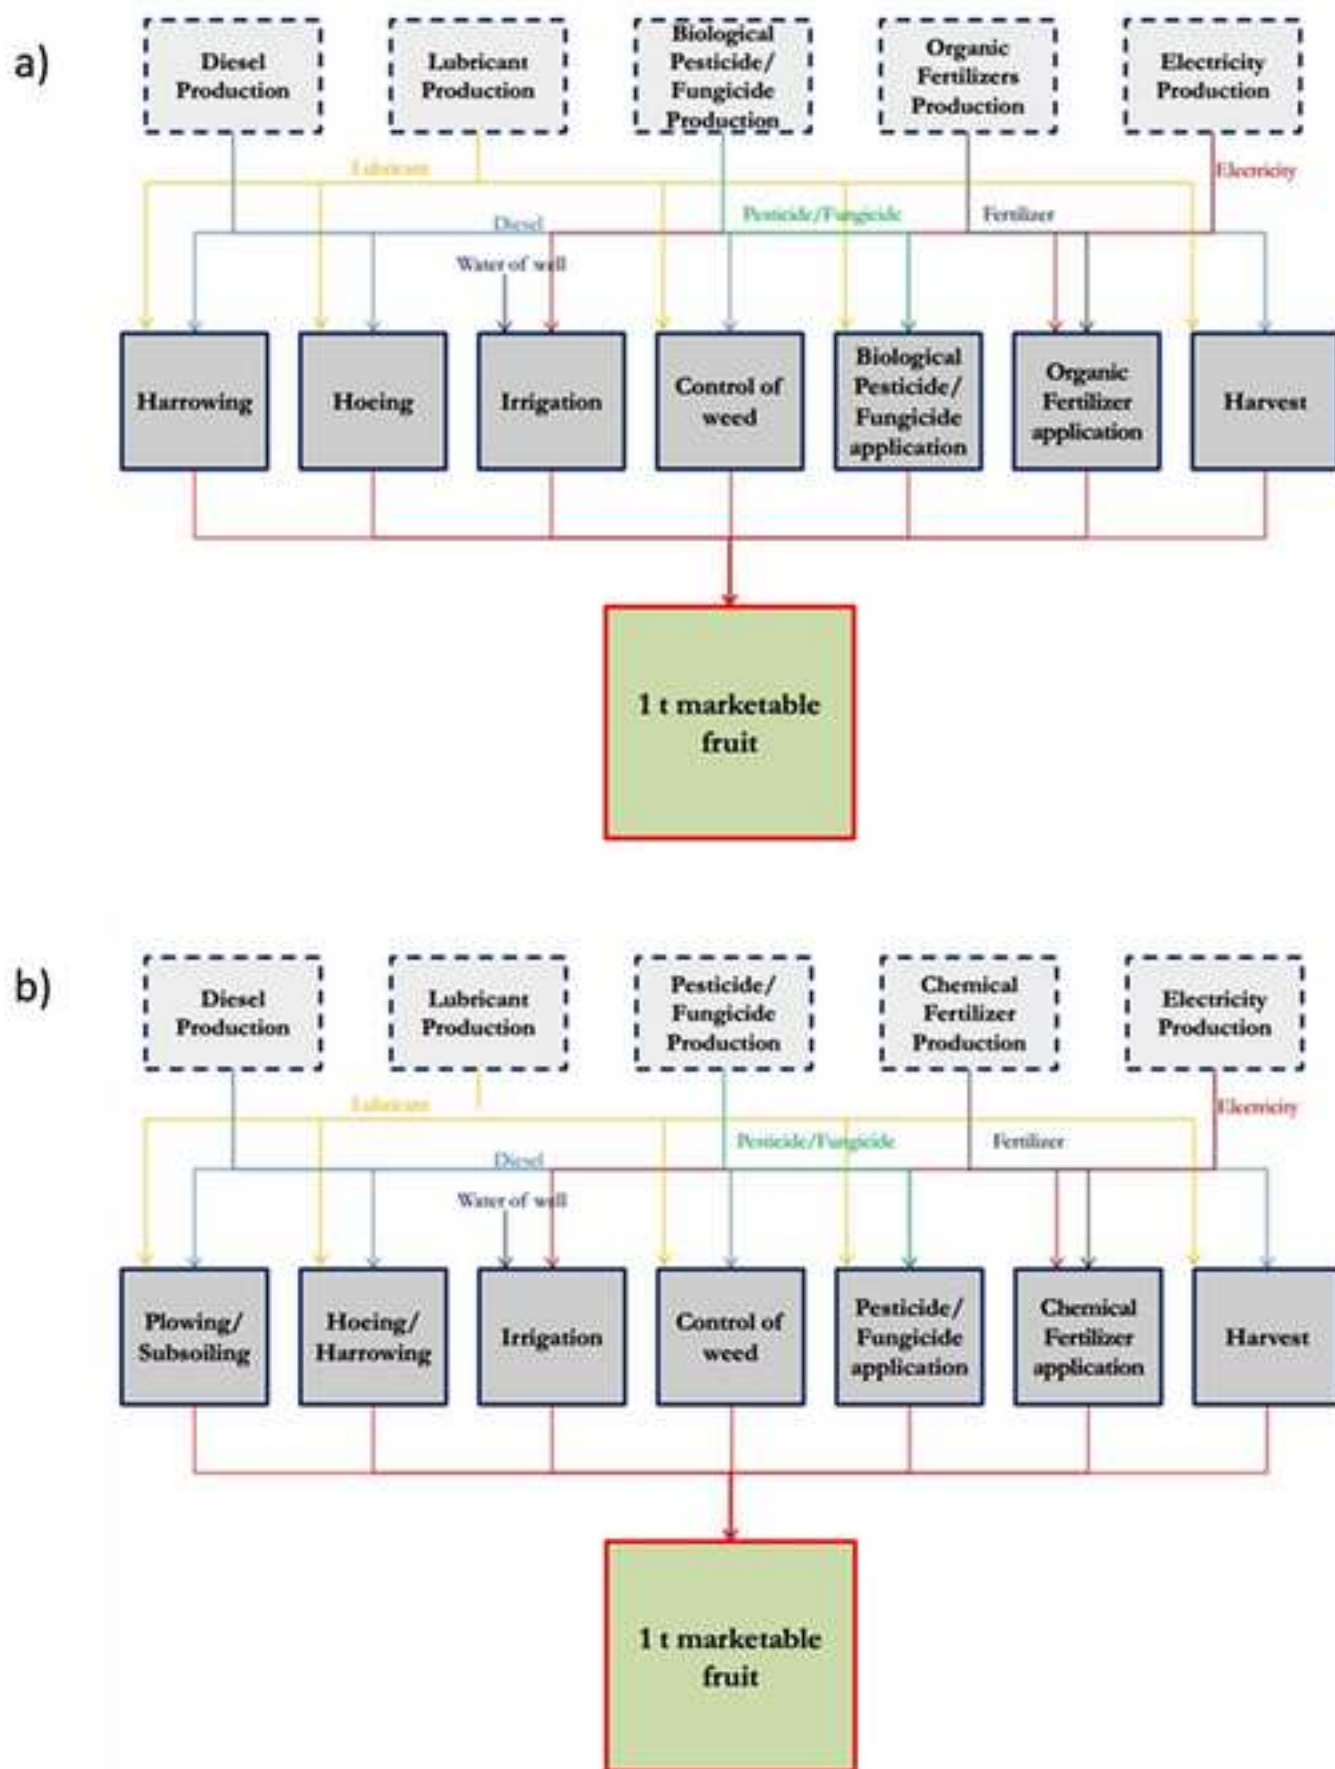 a)
Diesel
Production
Lubricant
Production
Biological
Pesticide/
Fungicide
Production
Organic
Fertilizers
Production
Electricity
Production
Lubricant
Electricity
Pesticide/Fungicide
Fertilizer
Diesel
Water of well
Harrowing
Hoeing
Irrigation
Control of
weed
Biological
Pesticide/
Fungicide
application
Organic
Fertilizer
application
Harvest
1 t marketable
fruit
b)
Diesel
Production
Lubricant
Production
Pesticide/
Fungicide
Production
Chemical
Fertilizer
Production
Electricity
Production
Lubricant
Electricity
Pesticide/Fungicide
Fertilizer
Diesel
Water of well
Plowing/
Subsoiling
Hoeing/
Harrowing
Irrigation
Control of
weed
Pesticide/
Fungicide
application
Chemical
Fertilizer
application
Harvest
1 t marketable
fruit